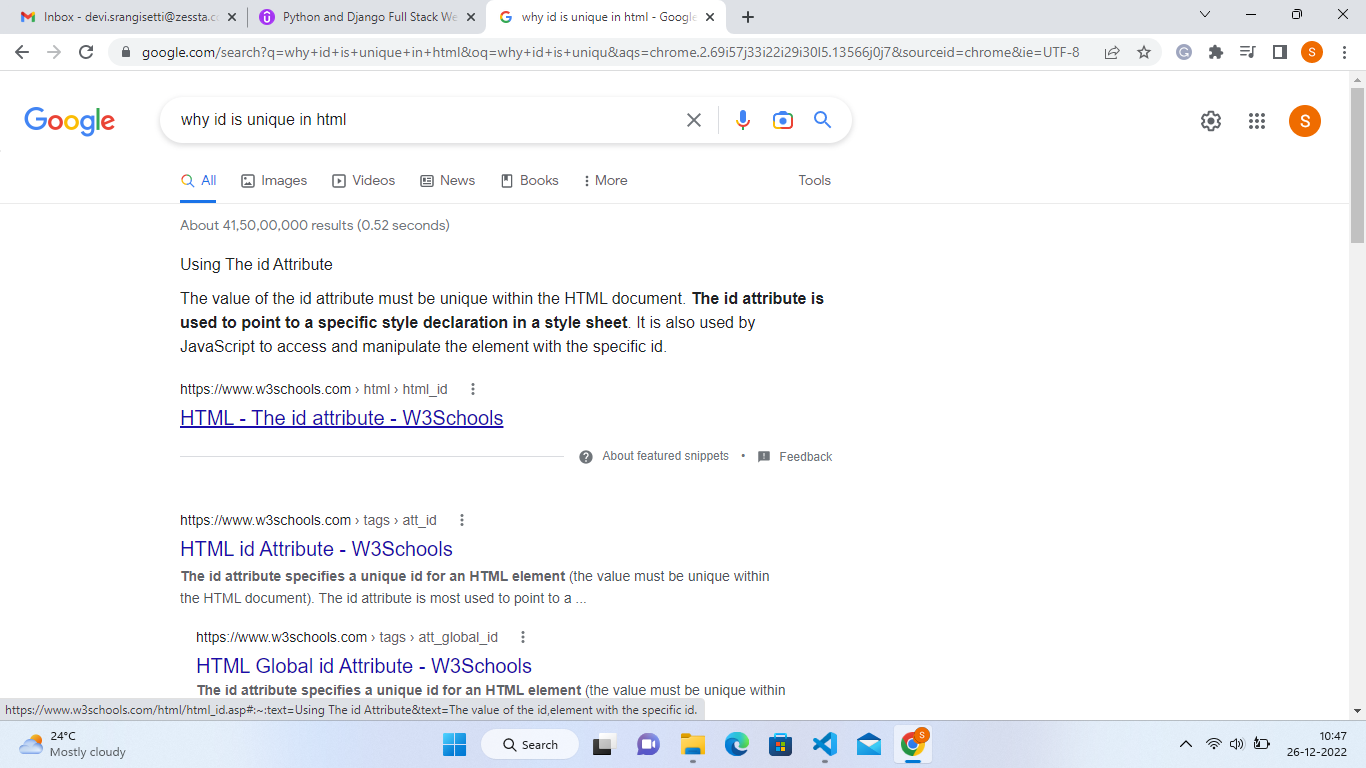 Inbox - devi.srangisetti@zessta.c
Python and Django Full Stack We
why id is unique in html - Google
google.com/search?q=why+id+is+unique+in+html&oq=why+id+is+uniqu&aqs=chrome.2.69i57j33i22i29i30l5.13566j0j7&sourceid=chrome&ie=UTF-8
S
Google
why id is unique in html
S
All
Images
Videos
News
Books
More
Tools
About 41,50,00,000 results (0.52 seconds)
Using The id Attribute
The value of the id attribute must be unique within the HTML document. The id attribute is
used to point to a specific style declaration in a style sheet. It is also used by
JavaScript to access and manipulate the element with the specific id.
https://www.w3schools.com › html › html_id
HTML - The id attribute - W3Schools
About featured snippets • Feedback
https://www.w3schools.com › tags › att_id
HTML id Attribute - W3Schools
The id attribute specifies a unique id for an HTML element (the value must be unique within
the HTML document). The id attribute is most used to point to a ...
https://www.w3schools.com › tags › att_global_id
HTML Global id Attribute - W3Schools
The id attribute specifies a unique id for an HTML element (the value must be unique within
https://www.w3schools.com/html/html_id.asp#:~:text=Using The id Attribute&text=The value of the id,element with the specific id.
24°C
Mostly cloudy
Search
S
10:47
26-12-2022